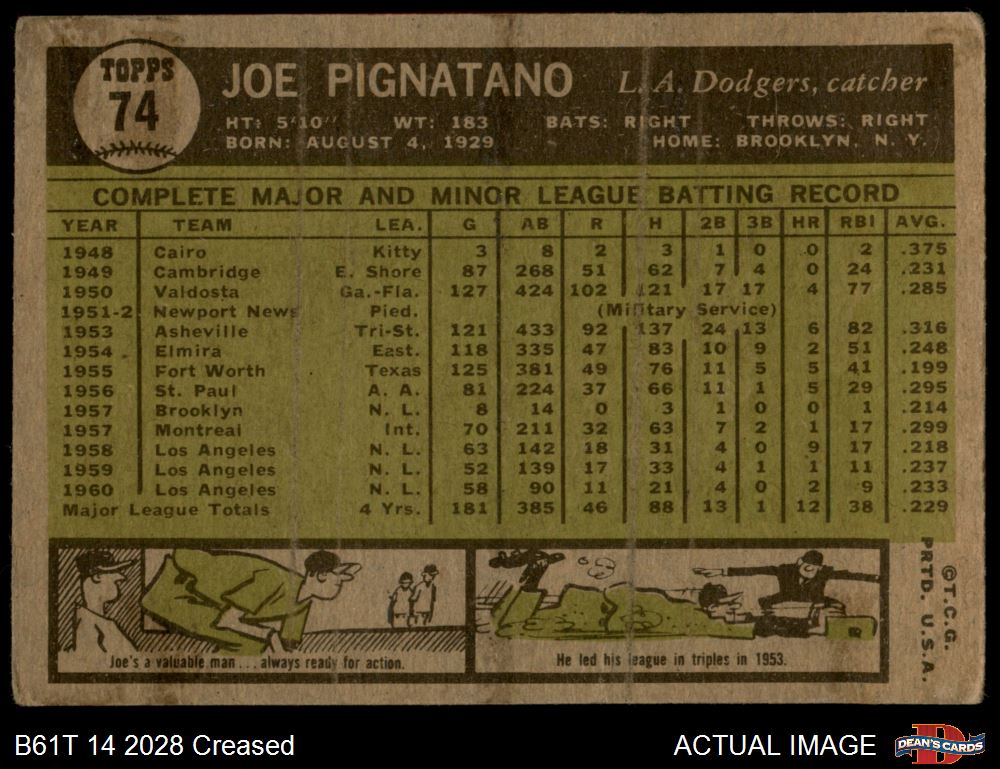 TOPPS
74
JOE PIGNATANO L. A. Dodgers, catcher
HT: 5'10" WT: 183 BATS: RIGHT THROWS: RIGHT
BORN: AUGUST 4, 1929 HOME: BROOKLYN, N. Y.
COMPLETE MAJOR AND MINOR LEAGUE BATTING RECORD
YEAR TEAM LEA. G AB R H 2B 3B HR RBI AVG.
1948 Cairo Kitty 3 8 2 3 1 0 0 2 .375
1949 Cambridge E. Shore 87 268 51 62 7 4 0 24 .231
1950 Valdosta Ga.-Fla. 127 424 102 121 17 17 4 77 .285
1951-2 Newport News Pied. (Military Service)
1953 Asheville Tri-St. 121 433 92 137 24 13 6 82 .316
1954 Elmira East. 118 335 47 83 10 9 2 51 .248
1955 Fort Worth Texas 125 381 49 76 11 5 5 41 .199
1956 St. Paul A. A. 81 224 37 66 11 1 5 29 .295
1957 Brooklyn N. L. 8 14 0 3 1 0 0 1 .214
1957 Montreal Int. 70 211 32 63 7 2 1 17 .299
1958 Los Angeles N. L. 63 142 18 31 4 0 9 17 .218
1959 Los Angeles N. L. 52 139 17 33 4 1 1 11 .237
1960 Los Angeles N. L. 58 90 11 21 4 0 2 9 .233
Major League Totals 4 Yrs. 181 385 46 88 13 1 12 38 .229
Joe's a valuable man . . . always ready for action.
He led his league in triples in 1953.
©T.C.G.
PRTD. U.S.A.
B61T 14 2028 Creased
ACTUAL IMAGE
D
DEAN'S CARDS